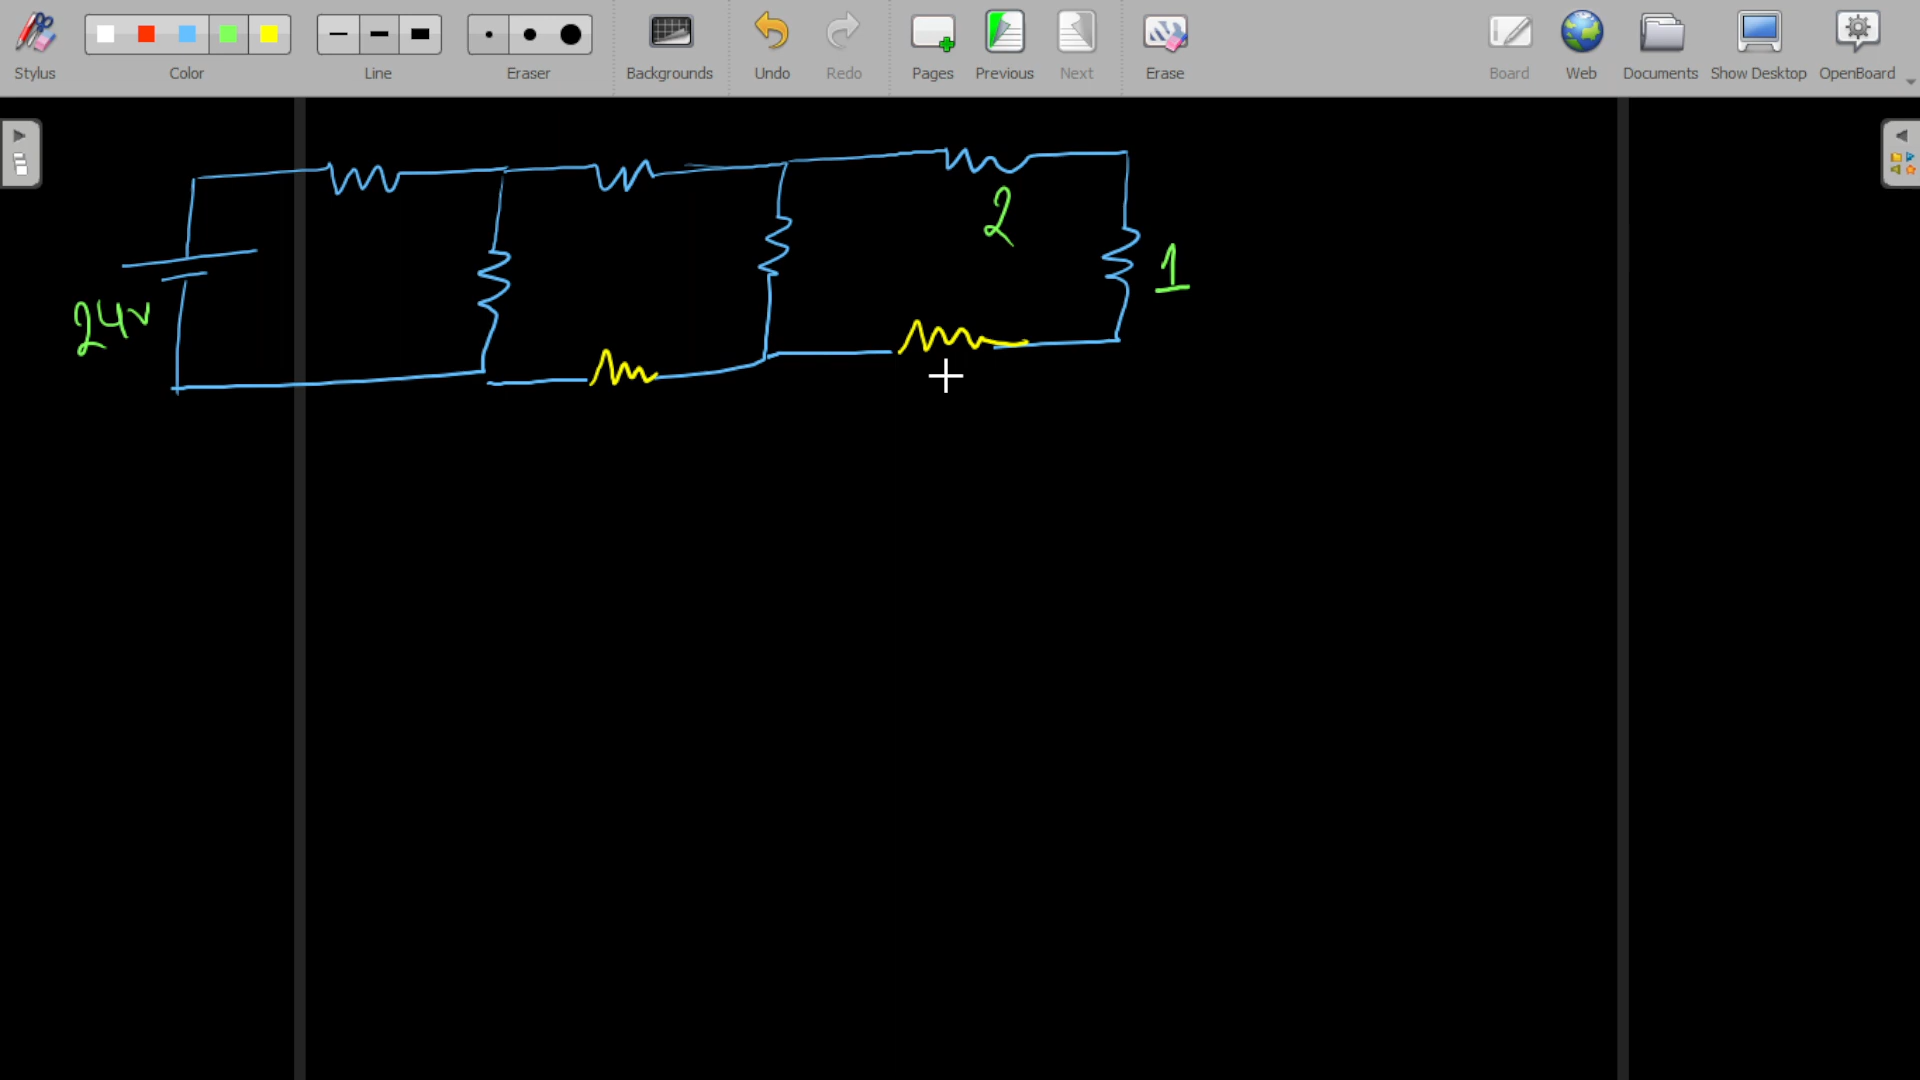 Stylus Color Line Eraser Backgrounds Undo Redo Pages Previous Next Erase Board Web Documents Show Desktop OpenBoard
2
1
24v